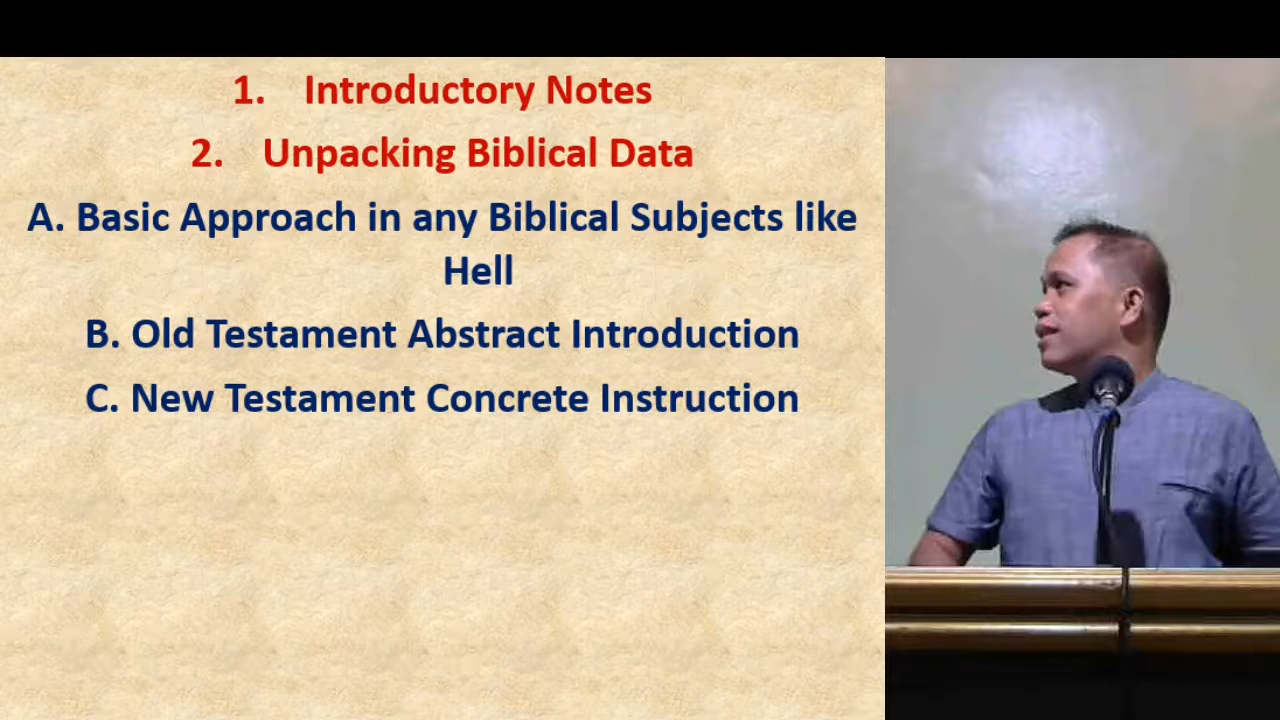 1. Introductory Notes
2. Unpacking Biblical Data
A. Basic Approach in any Biblical Subjects like
Hell
B. Old Testament Abstract Introduction
C. New Testament Concrete Instruction